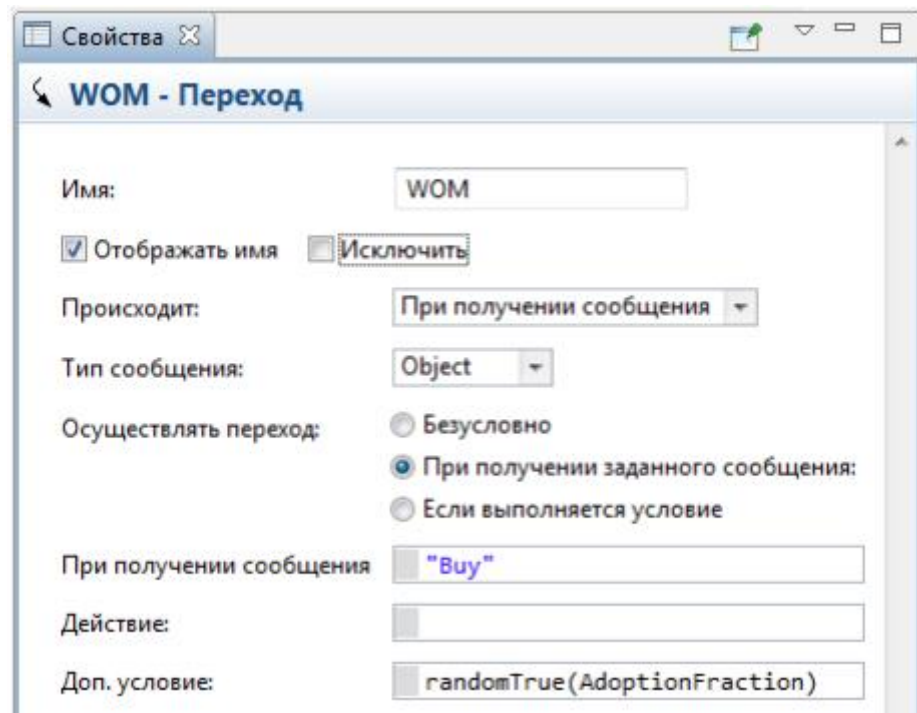 Свойства
WOM - Переход
Имя: WOM
Отображать имя Исключить
Происходит: При получении сообщения
Тип сообщения: Object
Осуществлять переход: Безусловно
При получении заданного сообщения:
Если выполняется условие
При получении сообщения "Buy"
Действие:
Доп. условие: randomTrue(AdoptionFraction)